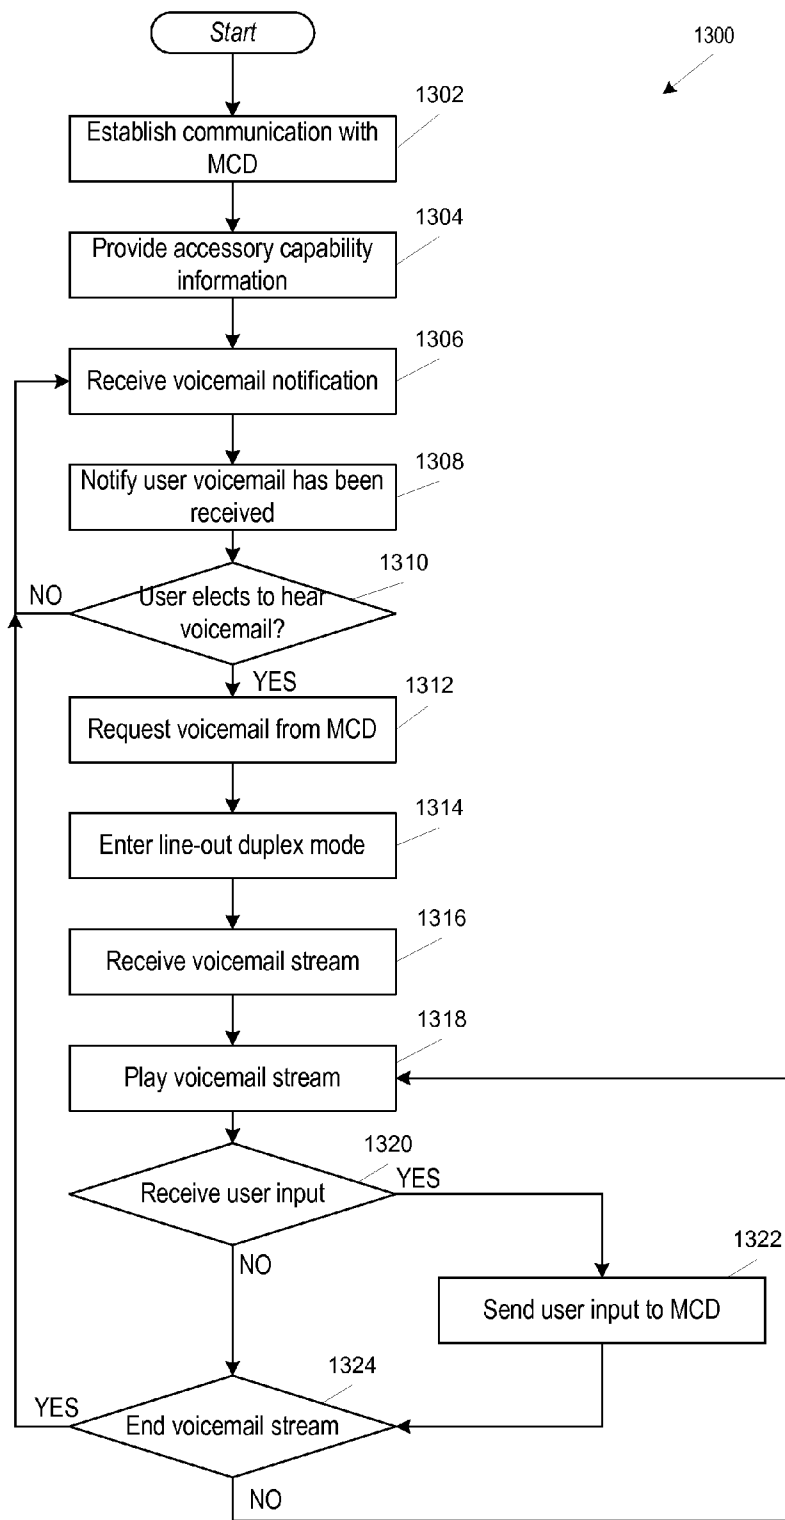 Start
1300
1302
Establish communication with
MCD
1304
Provide accessory capability
information
1306
Receive voicemail notification
1308
Notify user voicemail has been
received
1310
NO
User elects to hear
voicemail?
YES
1312
Request voicemail from MCD
1314
Enter line-out duplex mode
1316
Receive voicemail stream
1318
Play voicemail stream
1320
YES
Receive user input
NO
1322
Send user input to MCD
1324
YES
End voicemail stream
NO